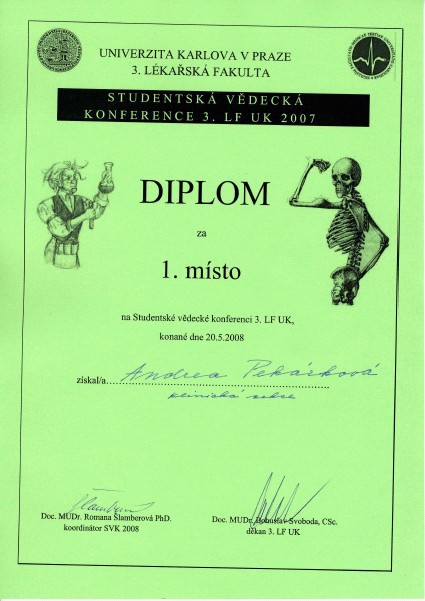 UNIVERZITA KARLOVA V PRAZE
3. LÉKAŘSKÁ FAKULTA
STUDENTSKÁ VĚDECKÁ
KONFERENCE 3. LF UK 2007
DIPLOM
za
1. místo
na Studentské vědecké konferenci 3. LF UK,
konané dne 20.5.2008
získal/a Andrea Pekárková
klinická sekce
Doc. MUDr. Romana Šlamberová PhD.
koordinátor SVK 2008
Doc. MUDr. Bohuslav Svoboda, CSc.
děkan 3. LF UK